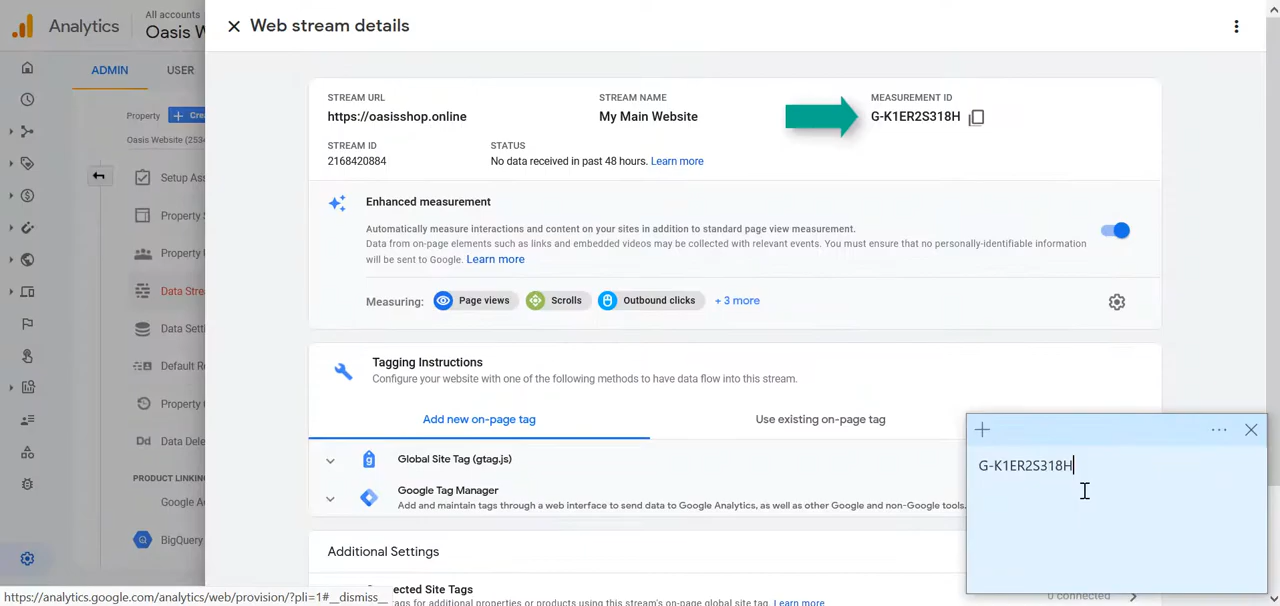 Analytics
All accounts
Oasis W
Web stream details
ADMIN
USER
Property
Cre
Oasis Website (2534
Setup Ass
Property S
Property
Data Strea
Data Setti
Default Re
Property C
Dd Data Dele
PRODUCT LINKING
Google Ad
BigQuery
STREAM URL
https://oasisshop.online
STREAM NAME
My Main Website
MEASUREMENT ID
G-K1ER2S318H
STREAM ID
2168420884
STATUS
No data received in past 48 hours. Learn more
Enhanced measurement
Automatically measure interactions and content on your sites in addition to standard page view measurement.
Data from on-page elements such as links and embedded videos may be collected with relevant events. You must ensure that no personally-identifiable information
will be sent to Google. Learn more
Measuring: Page views Scrolls Outbound clicks + 3 more
Tagging Instructions
Configure your website with one of the following methods to have data flow into this stream.
Add new on-page tag
Use existing on-page tag
Global Site Tag (gtag.js)
Google Tag Manager
Add and maintain tags through a web interface to send data to Google Analytics, as well as other Google and non-Google tools.
Additional Settings
ected Site Tags
tags for additional properties or products using this stream's on-page global site tag. Learn more
0 connected
G-K1ER2S318H
https://analytics.google.com/analytics/web/provision/?pli=1#__dismiss__